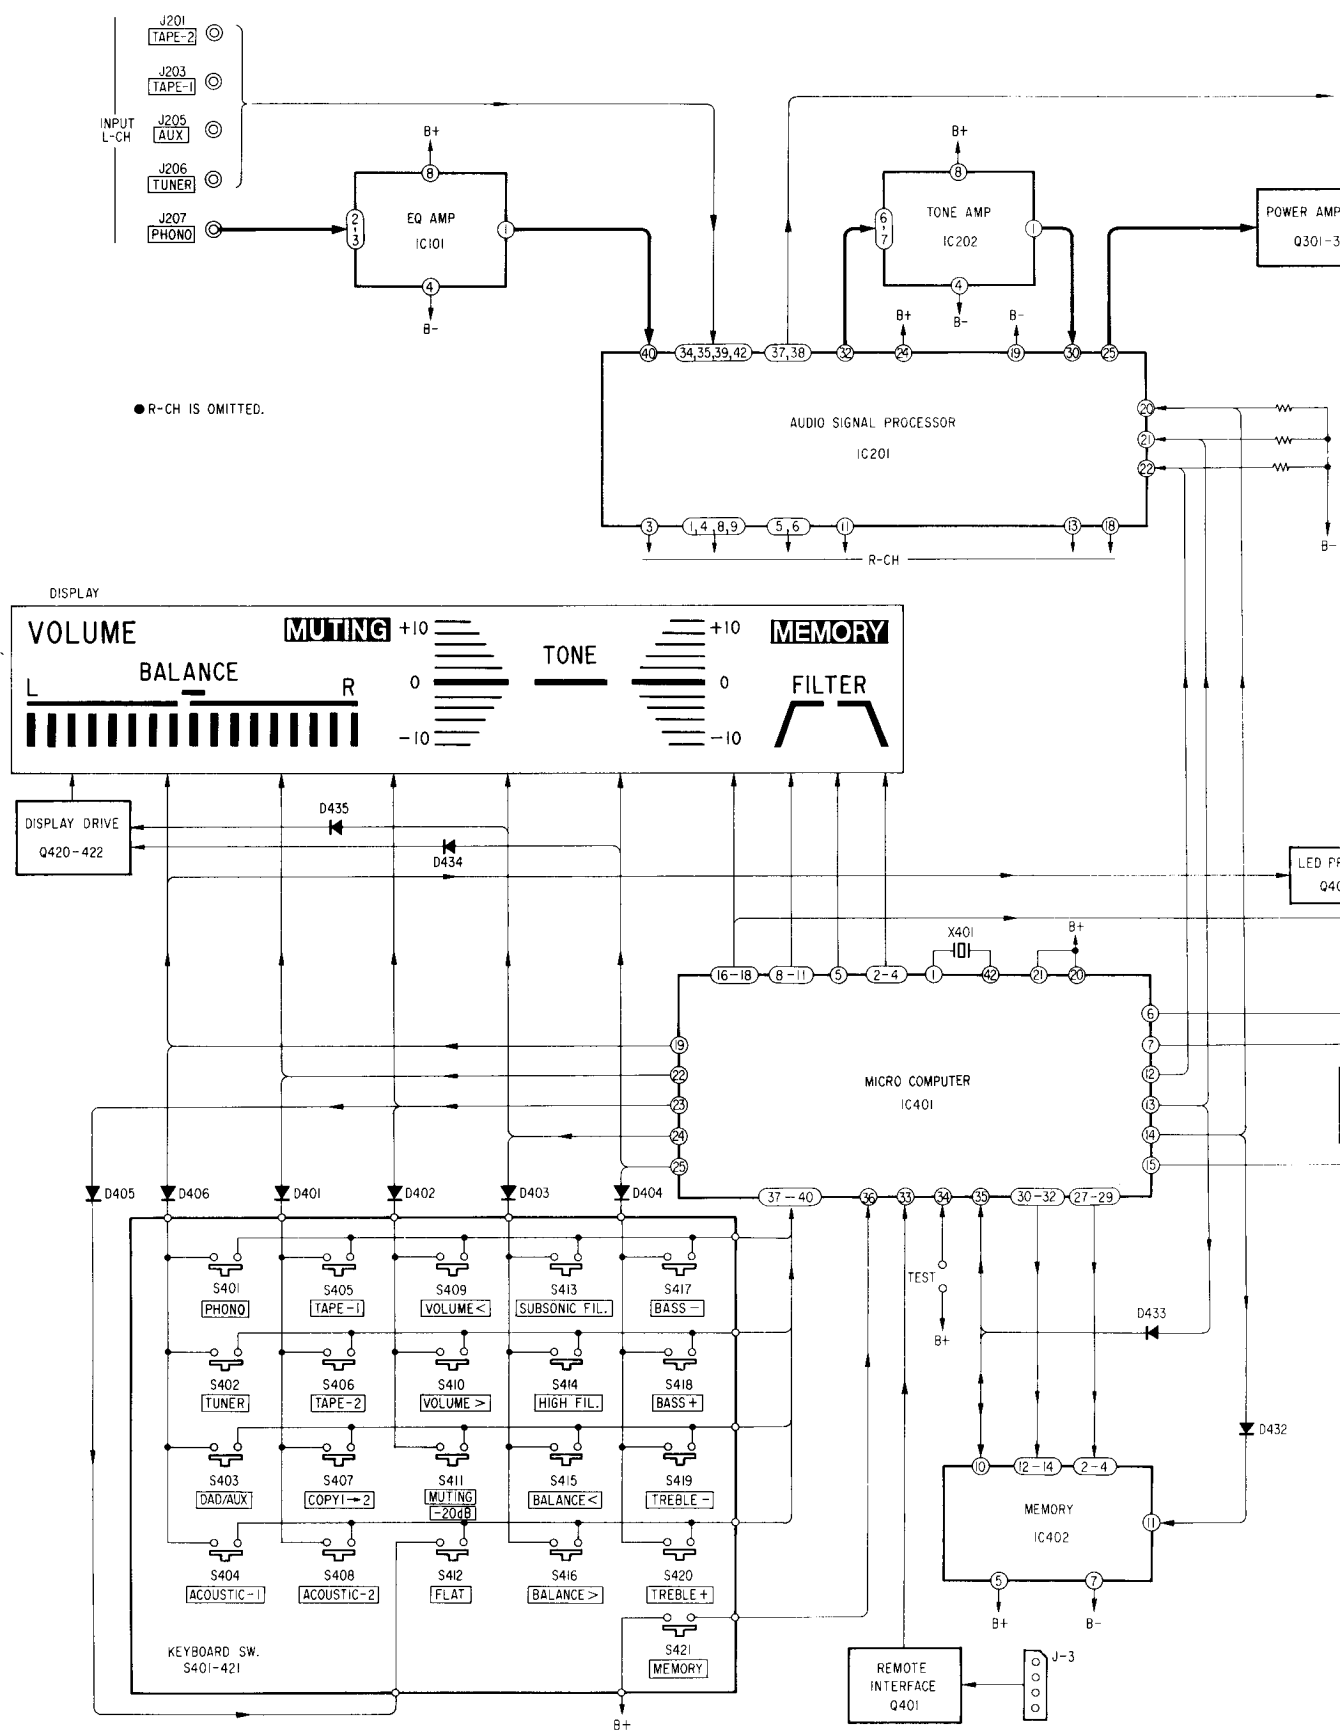 J201
TAPE-2
J203
TAPE-1
INPUT
L-CH
J205
AUX
J206
TUNER
J207
PHONO
B+
8
2,3
EQ AMP
IC101
1
4
B-
B+
8
6,7
TONE AMP
IC202
1
4
B-
POWER AMP
Q301-3
B+
B-
40
34,35,39,42
37,38
32
24
19
30
25
● R-CH IS OMITTED.
AUDIO SIGNAL PROCESSOR
IC201
20
21
22
3
1,4,8,9
5,6
11
13
18
R-CH
B-
DISPLAY
VOLUME
MUTING
+10
TONE
+10
MEMORY
BALANCE
L
R
0
0
FILTER
-10
-10
DISPLAY DRIVE
Q420-422
D435
D434
LED
X401
B+
16-18
8-11
5
2-4
1
42
21
20
19
22
23
24
25
MICRO COMPUTER
IC401
6
7
12
13
14
15
37-40
36
33
34
35
30-32
27-29
D405
D406
D401
D402
D403
D404
S401
PHONO
S405
TAPE-1
S409
VOLUME<
S413
SUBSONIC FIL.
S417
BASS-
TEST
B+
D433
S402
TUNER
S406
TAPE-2
S410
VOLUME>
S414
HIGH FIL.
S418
BASS+
S403
DAD/AUX
S407
COPY1→2
S411
MUTING
-20dB
S415
BALANCE<
S419
TREBLE-
D432
10
12-14
2-4
MEMORY
IC402
11
5
7
B+
B-
S404
ACOUSTIC-1
S408
ACOUSTIC-2
S412
FLAT
S416
BALANCE>
S420
TREBLE+
S421
MEMORY
KEYBOARD SW.
S401-421
B+
REMOTE
INTERFACE
Q401
J-3